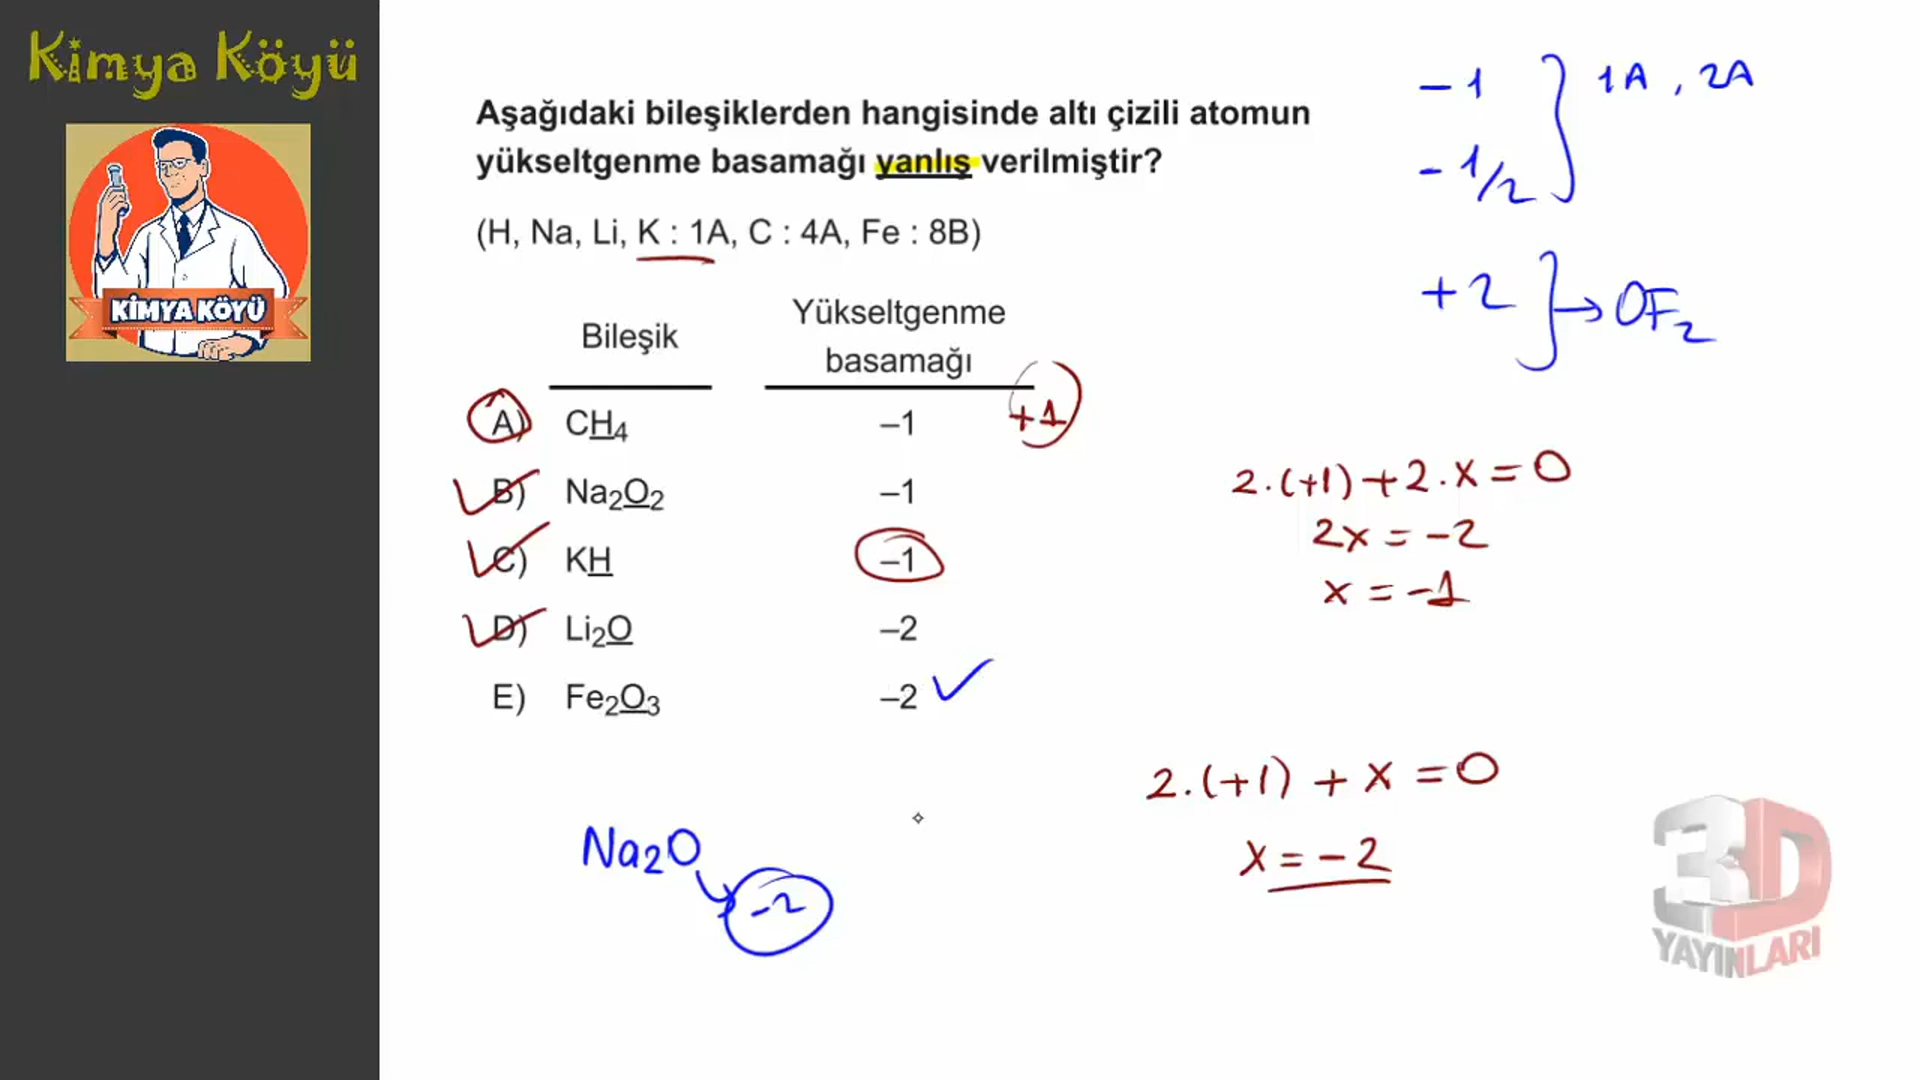 Kimya Köyü
KİMYA KÖYÜ
Aşağıdaki bileşiklerden hangisinde altı çizili atomun
yükseltgenme basamağı yanlış verilmiştir?
(H, Na, Li, K : 1A, C : 4A, Fe : 8B)
Bileşik
Yükseltgenme
basamağı
A) CH4 –1 +1
B) Na2O2 –1
C) KH –1
D) Li2O –2
E) Fe2O3 –2 ✓
Na2O
-2
-1
-1/2
1A , 2A
+2 → OF2
2.(+1)+2.x=0
2x = -2
x = -1
2.(+1) + x = 0
x = -2
3D
YAYINLARI